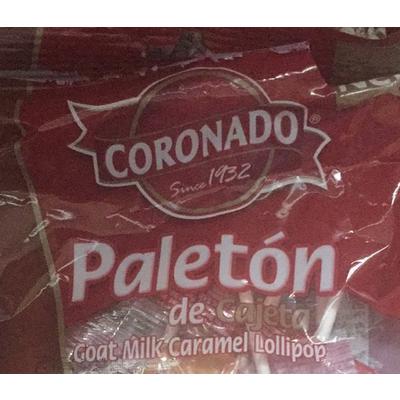 CORONADO®
Since 1932
Paletón
de Cajeta
Goat Milk Caramel Lollipop